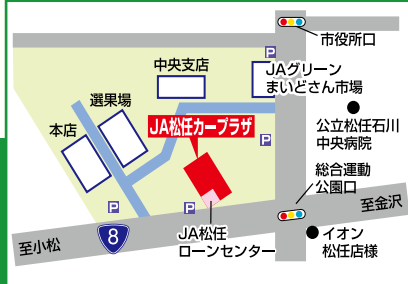 市役所口
P
中央支店
JAグリーン
まいどさん市場
選果場
JA松任カープラザ
本店
公立松任石川
中央病院
P
総合運動
公園口
P
P
至金沢
JA松任
ローンセンター
イオン
松任店様
8
至小松